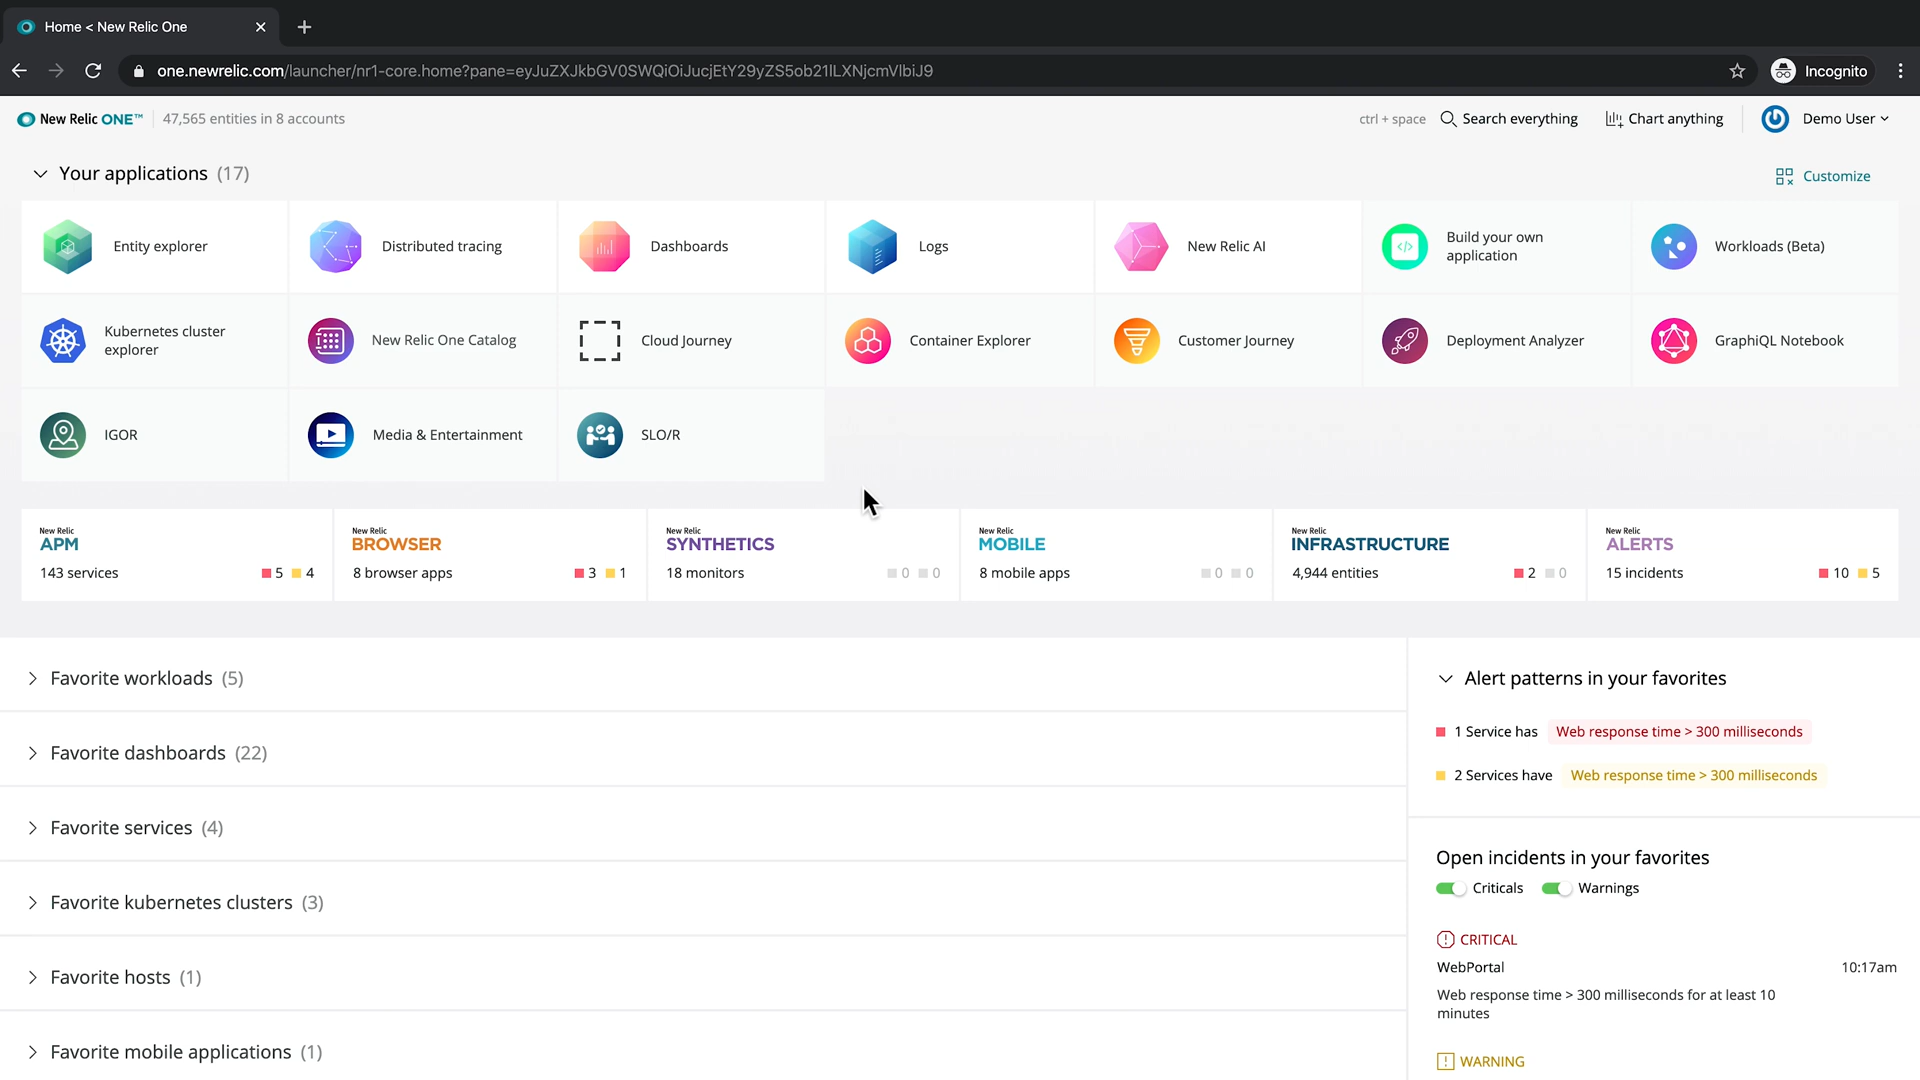 Home < New Relic One
one.newrelic.com/launcher/nr1-core.home?pane=eyJuZXJkbGV0SWQiOiJucjEtY29yZS5ob21lLXNjcmVlbiJ9
Incognito
New Relic ONE™ 47,565 entities in 8 accounts
ctrl + space Search everything Chart anything Demo User
Your applications (17)
Customize
Entity explorer
Distributed tracing
Dashboards
Logs
New Relic AI
Build your own
application
Workloads (Beta)
Kubernetes cluster
explorer
New Relic One Catalog
Cloud Journey
Container Explorer
Customer Journey
Deployment Analyzer
GraphiQL Notebook
IGOR
Media & Entertainment
SLO/R
New Relic
APM
143 services 5 4
New Relic
BROWSER
8 browser apps 3 1
New Relic
SYNTHETICS
18 monitors 0 0
New Relic
MOBILE
8 mobile apps 0 0
New Relic
INFRASTRUCTURE
4,944 entities 2 0
New Relic
ALERTS
15 incidents 10 5
Favorite workloads (5)
Favorite dashboards (22)
Favorite services (4)
Favorite kubernetes clusters (3)
Favorite hosts (1)
Favorite mobile applications (1)
Alert patterns in your favorites
1 Service has Web response time > 300 milliseconds
2 Services have Web response time > 300 milliseconds
Open incidents in your favorites
Criticals Warnings
CRITICAL
WebPortal 10:17am
Web response time > 300 milliseconds for at least 10
minutes
WARNING